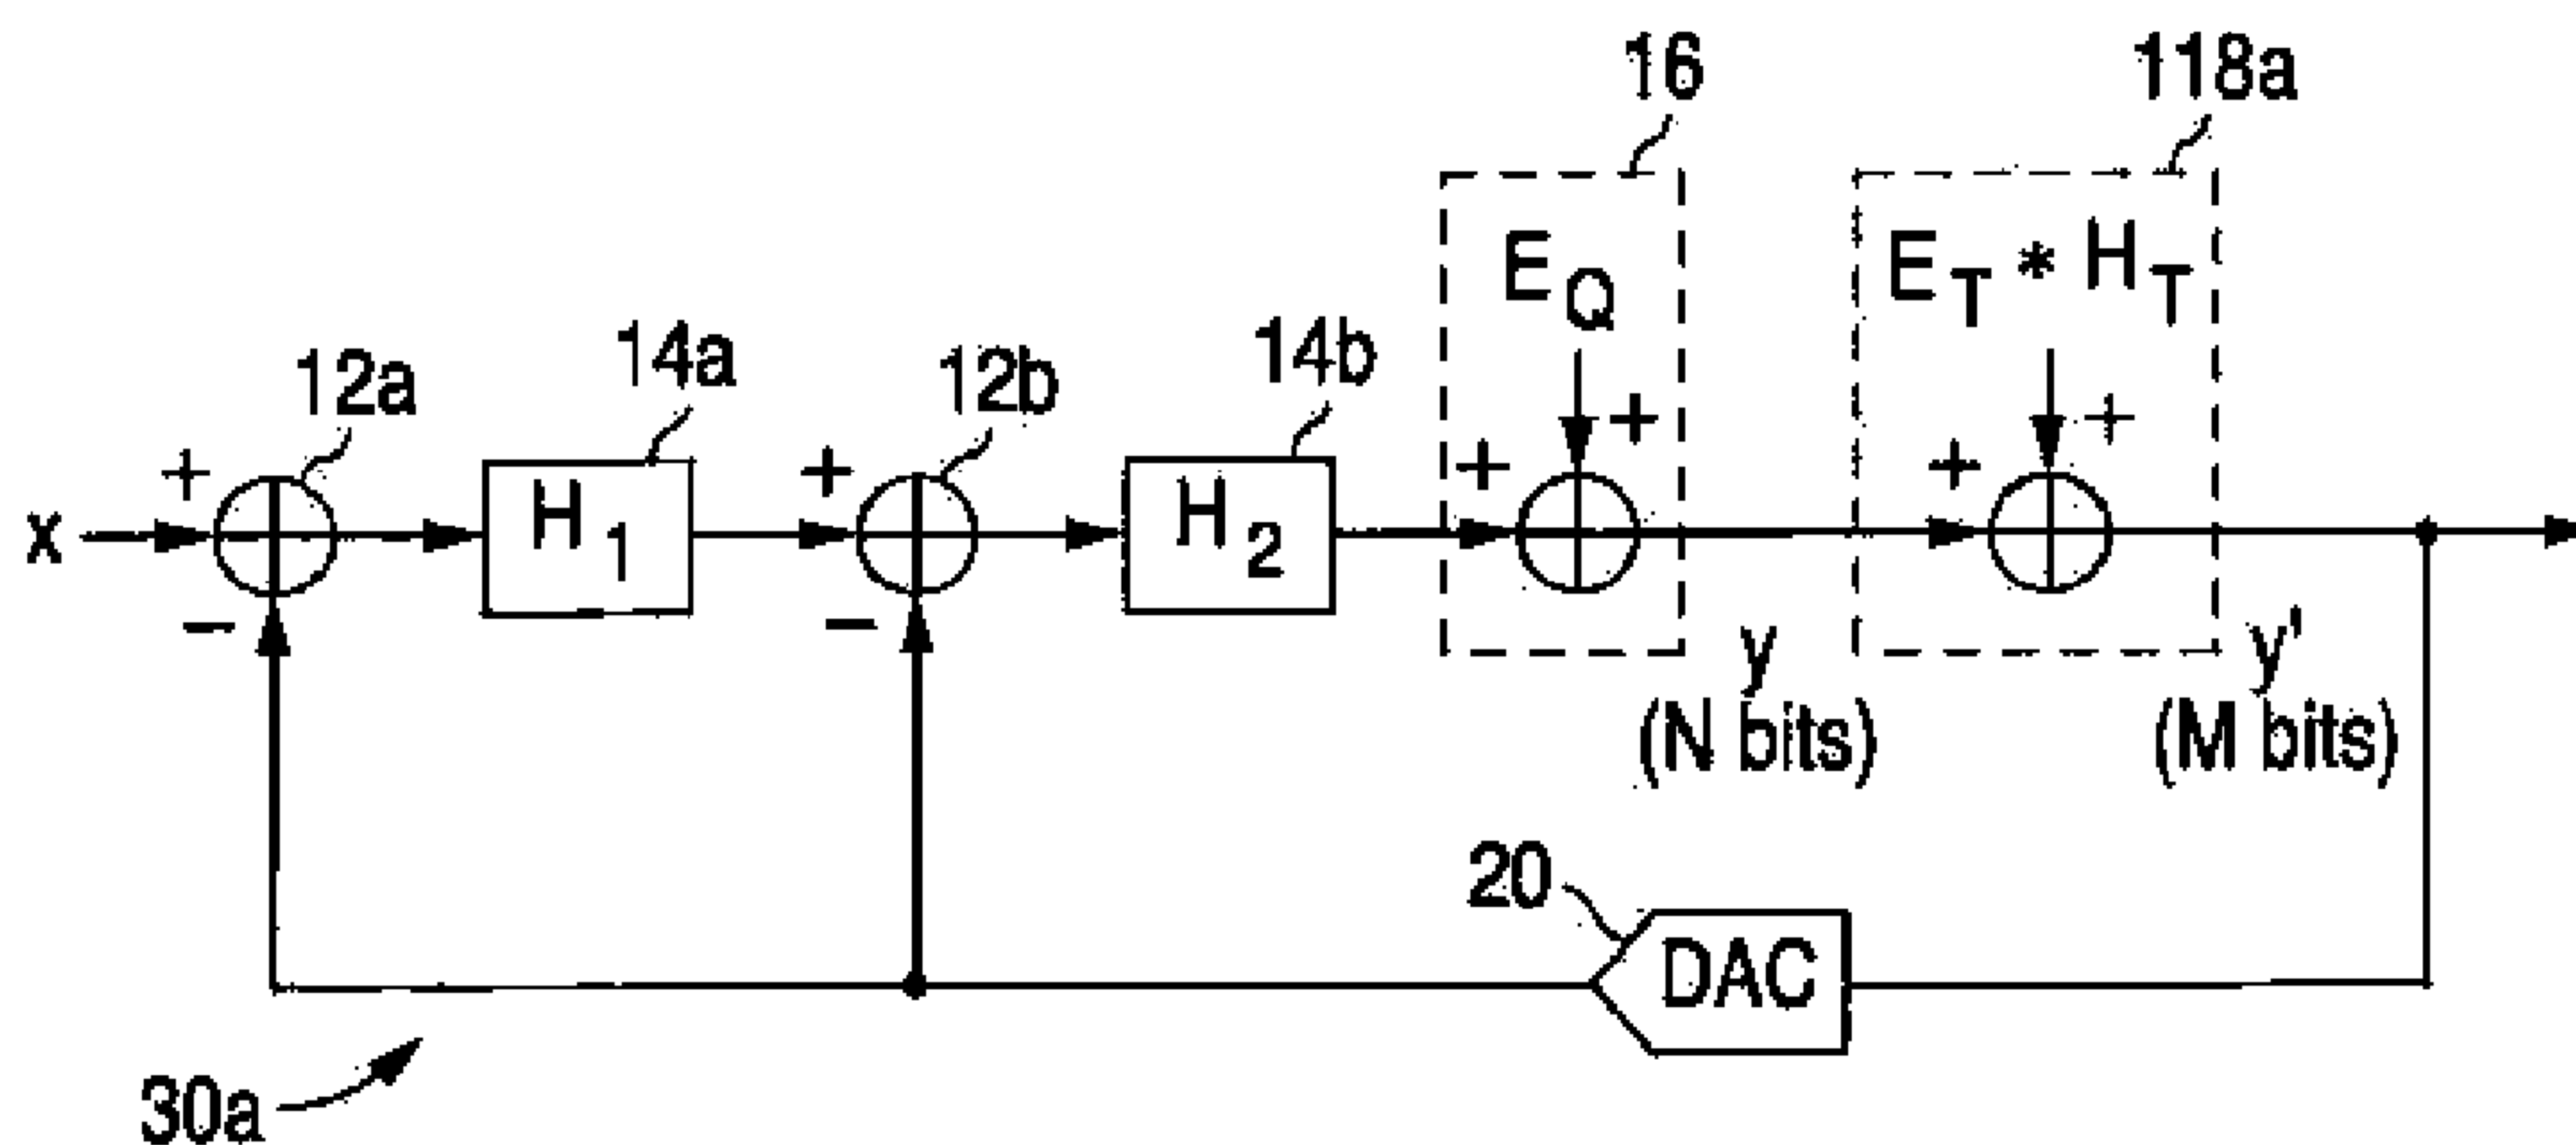 16
118a
E_Q
E_T * H_T
12a
14a
12b
14b
+
+
+
+
+
+
x
H_1
H_2
−
−
y
(N bits)
y'
(M bits)
20
DAC
30a